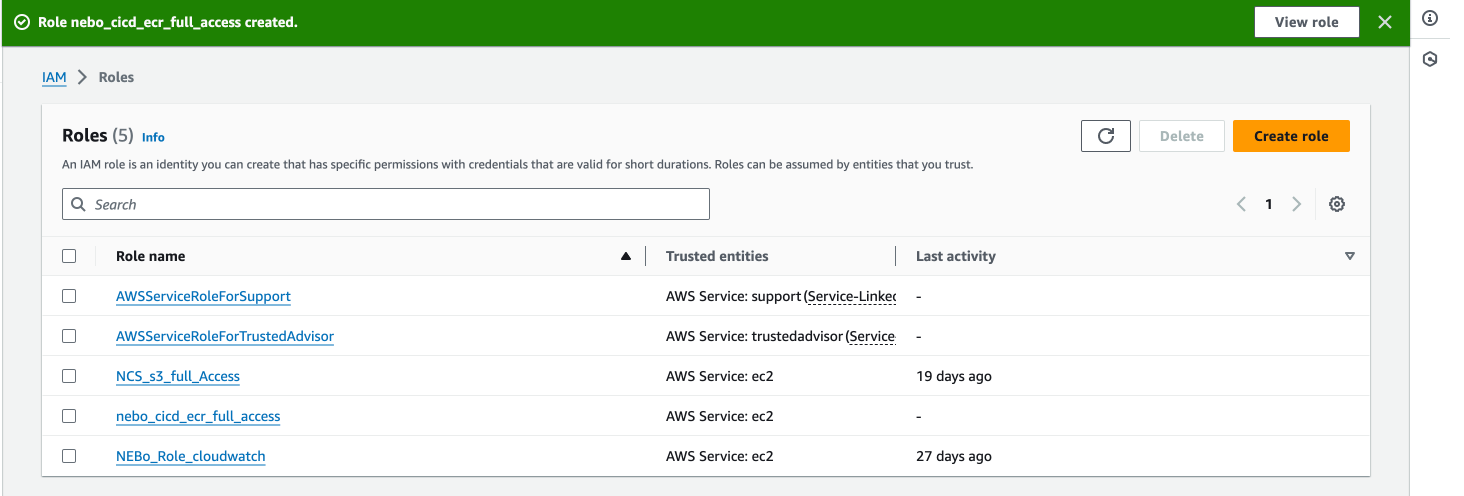 Role nebo_cicd_ecr_full_access created.
View role
IAM > Roles
Roles (5) Info
Delete
Create role
An IAM role is an identity you can create that has specific permissions with credentials that are valid for short durations. Roles can be assumed by entities that you trust.
Search
1
Role name Trusted entities Last activity
AWSServiceRoleForSupport AWS Service: support (Service-Linked -
AWSServiceRoleForTrustedAdvisor AWS Service: trustedadvisor (Service -
NCS_s3_full_Access AWS Service: ec2 19 days ago
nebo_cicd_ecr_full_access AWS Service: ec2 -
NEBo_Role_cloudwatch AWS Service: ec2 27 days ago